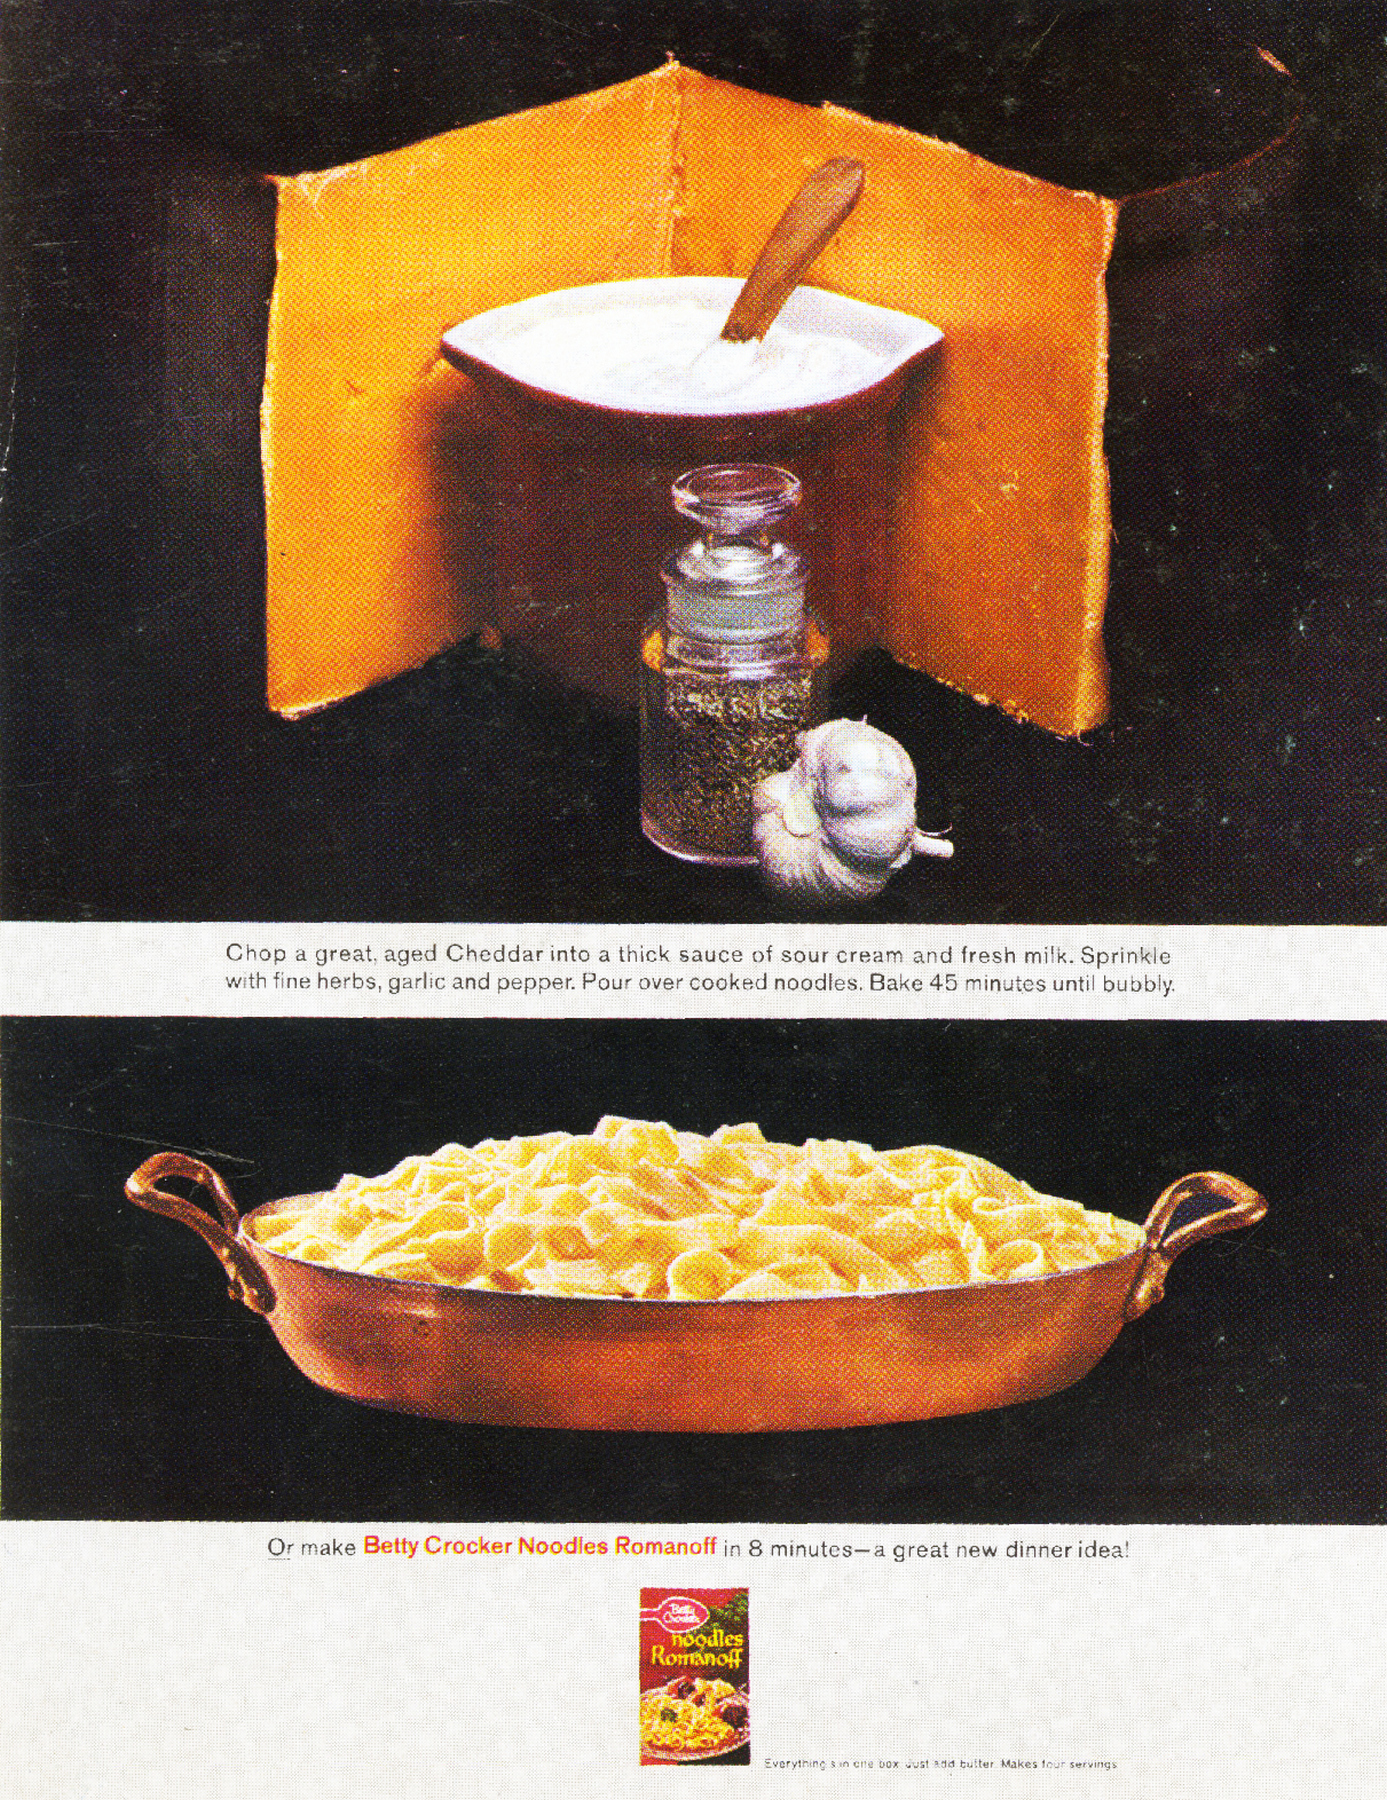 Chop a great, aged Cheddar into a thick sauce of sour cream and fresh milk. Sprinkle
with fine herbs, garlic and pepper. Pour over cooked noodles. Bake 45 minutes until bubbly.
Or make Betty Crocker Noodles Romanoff in 8 minutes—a great new dinner idea!
Betty
Crocker
noodles
Romanoff
Everything's in one box. Just add butter. Makes four servings